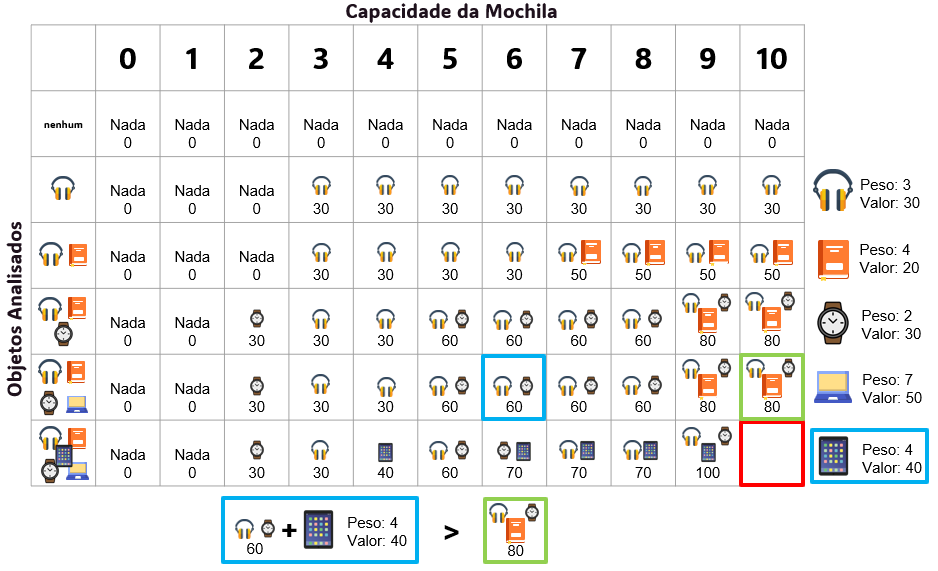 Capacidade da Mochila
Objetos Analisados
0 1 2 3 4 5 6 7 8 9 10
nenhum
Nada Nada Nada Nada Nada Nada Nada Nada Nada Nada Nada
0 0 0 0 0 0 0 0 0 0 0
Nada Nada Nada
0 0 0 30 30 30 30 30 30 30 30
Peso: 3
Valor: 30
Nada Nada Nada
0 0 0 30 30 30 30 50 50 50 50
Peso: 4
Valor: 20
Nada Nada
0 0 30 30 30 60 60 60 60 80 80
Peso: 2
Valor: 30
Nada Nada
0 0 30 30 30 60 60 60 60 80 80
Peso: 7
Valor: 50
Nada Nada
0 0 30 30 40 60 70 70 70 100
Peso: 4
Valor: 40
60
+
Peso: 4
Valor: 40
>
80